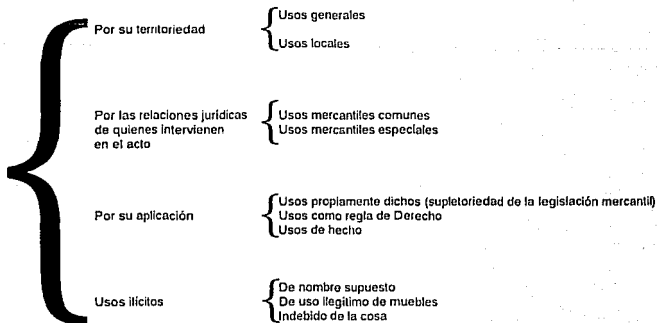 Por su territoriedad
Usos generales
Usos locales
Por las relaciones jurídicas
de quienes intervienen
en el acto
Usos mercantiles comunes
Usos mercantiles especiales
Por su aplicación
Usos propiamente dichos (supletoriedad de la legislación mercantil)
Usos como regla de Derecho
Usos de hecho
Usos ilícitos
De nombre supuesto
De uso ilegítimo de muebles
Indebido de la cosa